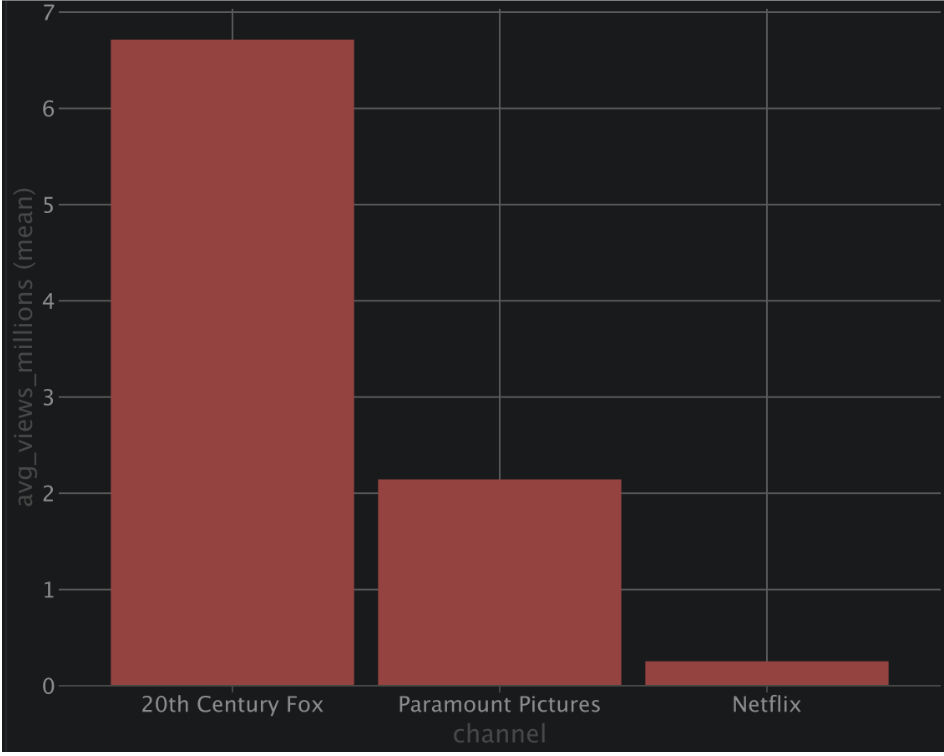 7
6
5
4
3
2
1
0
avg_views_millions (mean)
20th Century Fox
Paramount Pictures
Netflix
channel